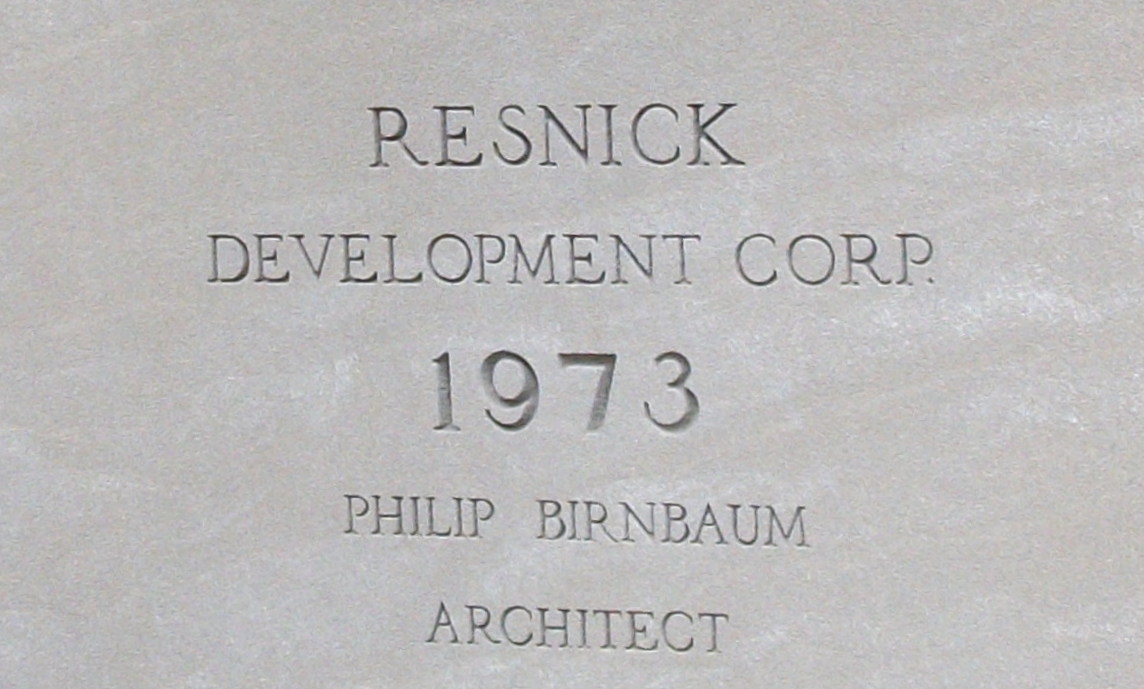 RESNICK
DEVELOPMENT CORP.
1973
PHILIP BIRNBAUM
ARCHITECT